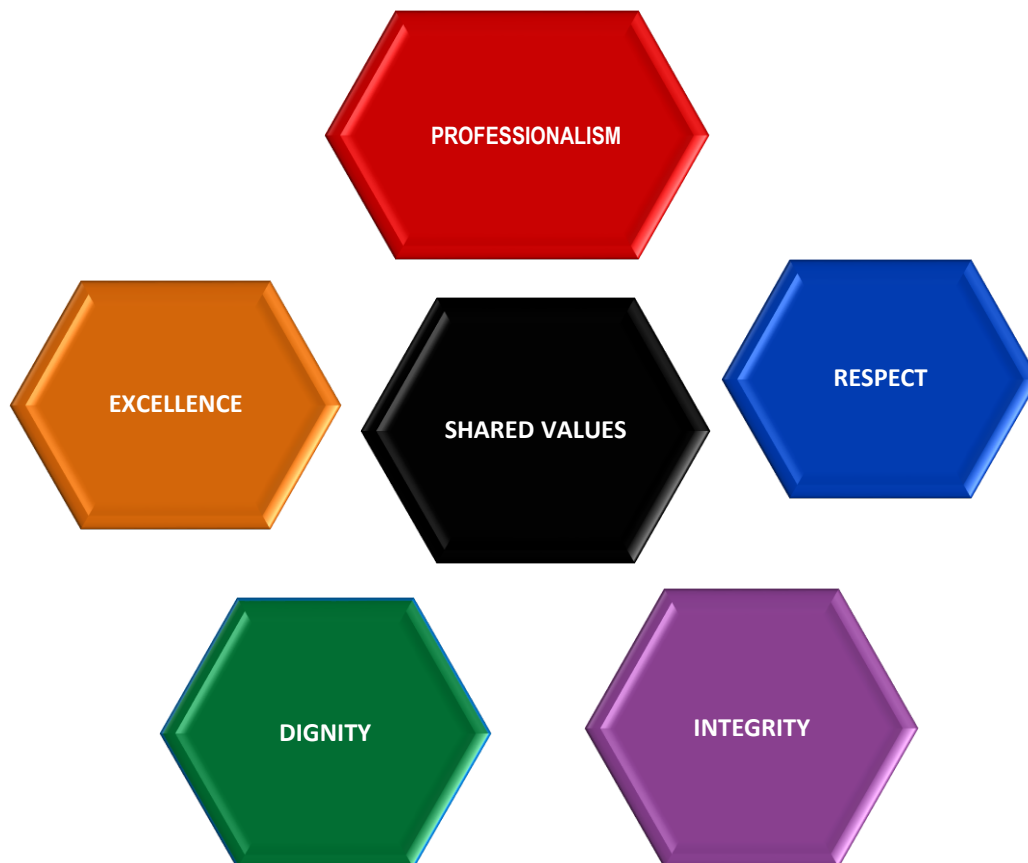 PROFESSIONALISM
EXCELLENCE
SHARED VALUES
RESPECT
DIGNITY
INTEGRITY